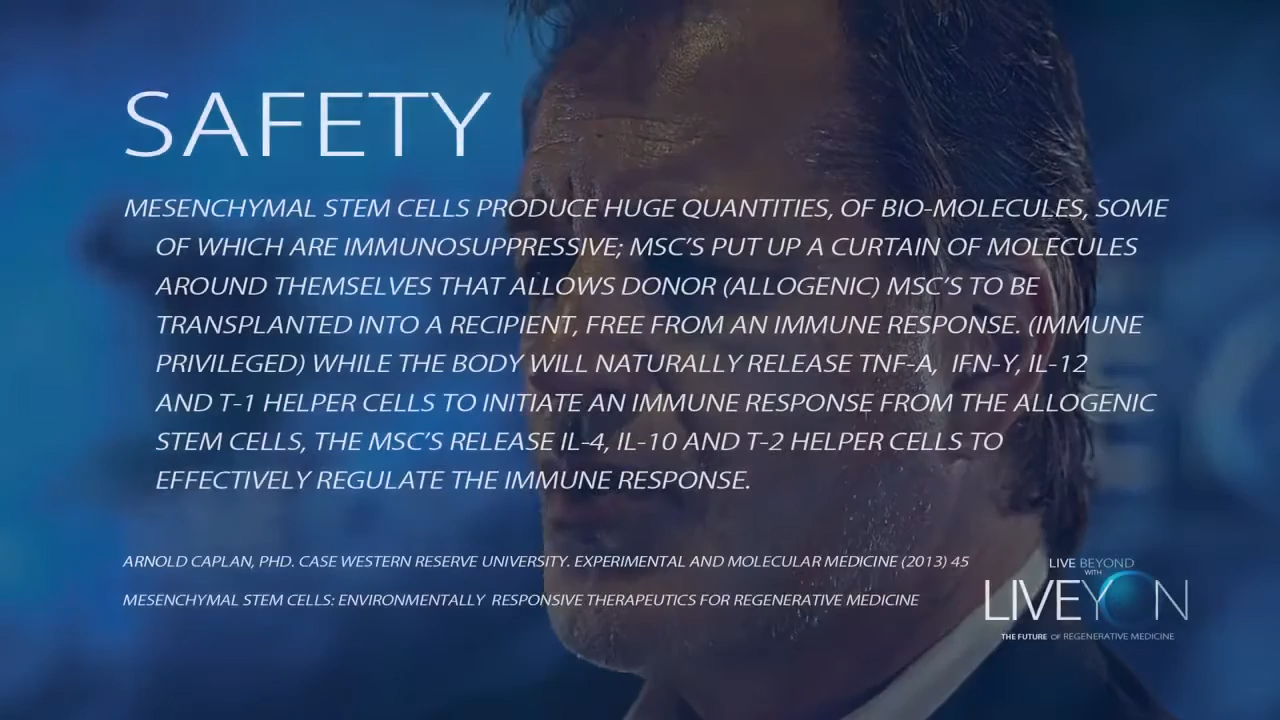 SAFETY
MESENCHYMAL STEM CELLS PRODUCE HUGE QUANTITIES, OF BIO-MOLECULES, SOME
OF WHICH ARE IMMUNOSUPPRESSIVE; MSC'S PUT UP A CURTAIN OF MOLECULES
AROUND THEMSELVES THAT ALLOWS DONOR (ALLOGENIC) MSC'S TO BE
TRANSPLANTED INTO A RECIPIENT, FREE FROM AN IMMUNE RESPONSE. (IMMUNE
PRIVILEGED) WHILE THE BODY WILL NATURALLY RELEASE TNF-A, IFN-Y, IL-12
AND T-1 HELPER CELLS TO INITIATE AN IMMUNE RESPONSE FROM THE ALLOGENIC
STEM CELLS, THE MSC'S RELEASE IL-4, IL-10 AND T-2 HELPER CELLS TO
EFFECTIVELY REGULATE THE IMMUNE RESPONSE.
ARNOLD CAPLAN, PHD. CASE WESTERN RESERVE UNIVERSITY. EXPERIMENTAL AND MOLECULAR MEDICINE (2013) 45
MESENCHYMAL STEM CELLS: ENVIRONMENTALLY RESPONSIVE THERAPEUTICS FOR REGENERATIVE MEDICINE
LIVE BEYOND
WITH
LIVEYON
THE FUTURE OF REGENERATIVE MEDICINE